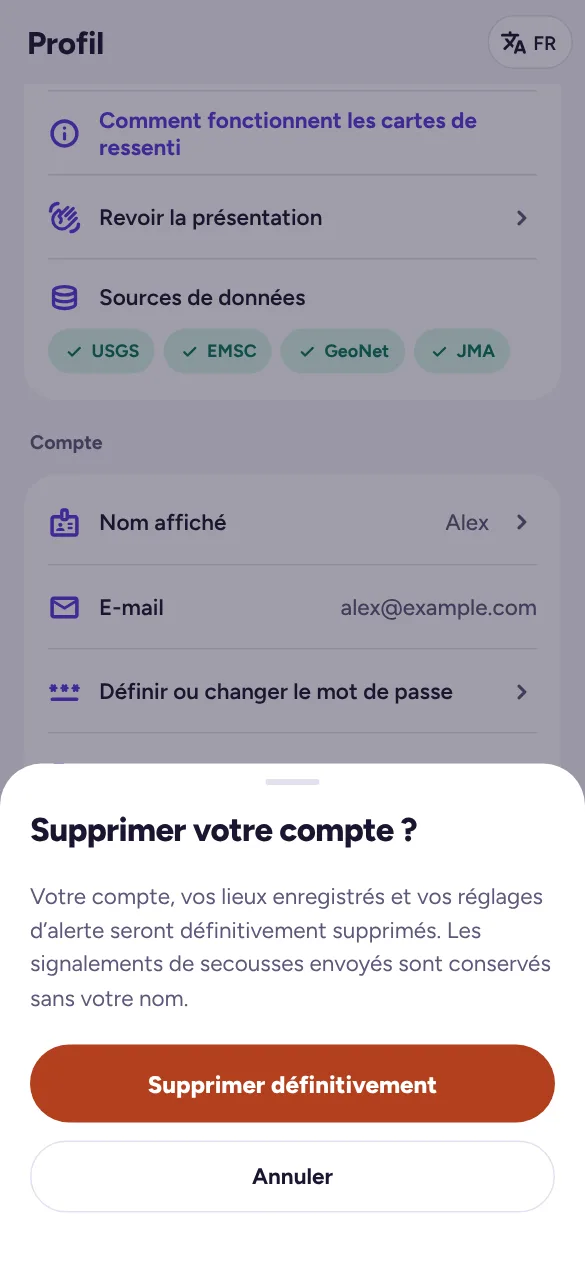 Profil
FR
Comment fonctionnent les cartes de
ressenti
Revoir la présentation
Sources de données
USGS
EMSC
GeoNet
JMA
Compte
Nom affiché
Alex
E-mail
alex@example.com
Définir ou changer le mot de passe
Supprimer votre compte ?
Votre compte, vos lieux enregistrés et vos réglages
d’alerte seront définitivement supprimés. Les
signalements de secousses envoyés sont conservés
sans votre nom.
Supprimer définitivement
Annuler